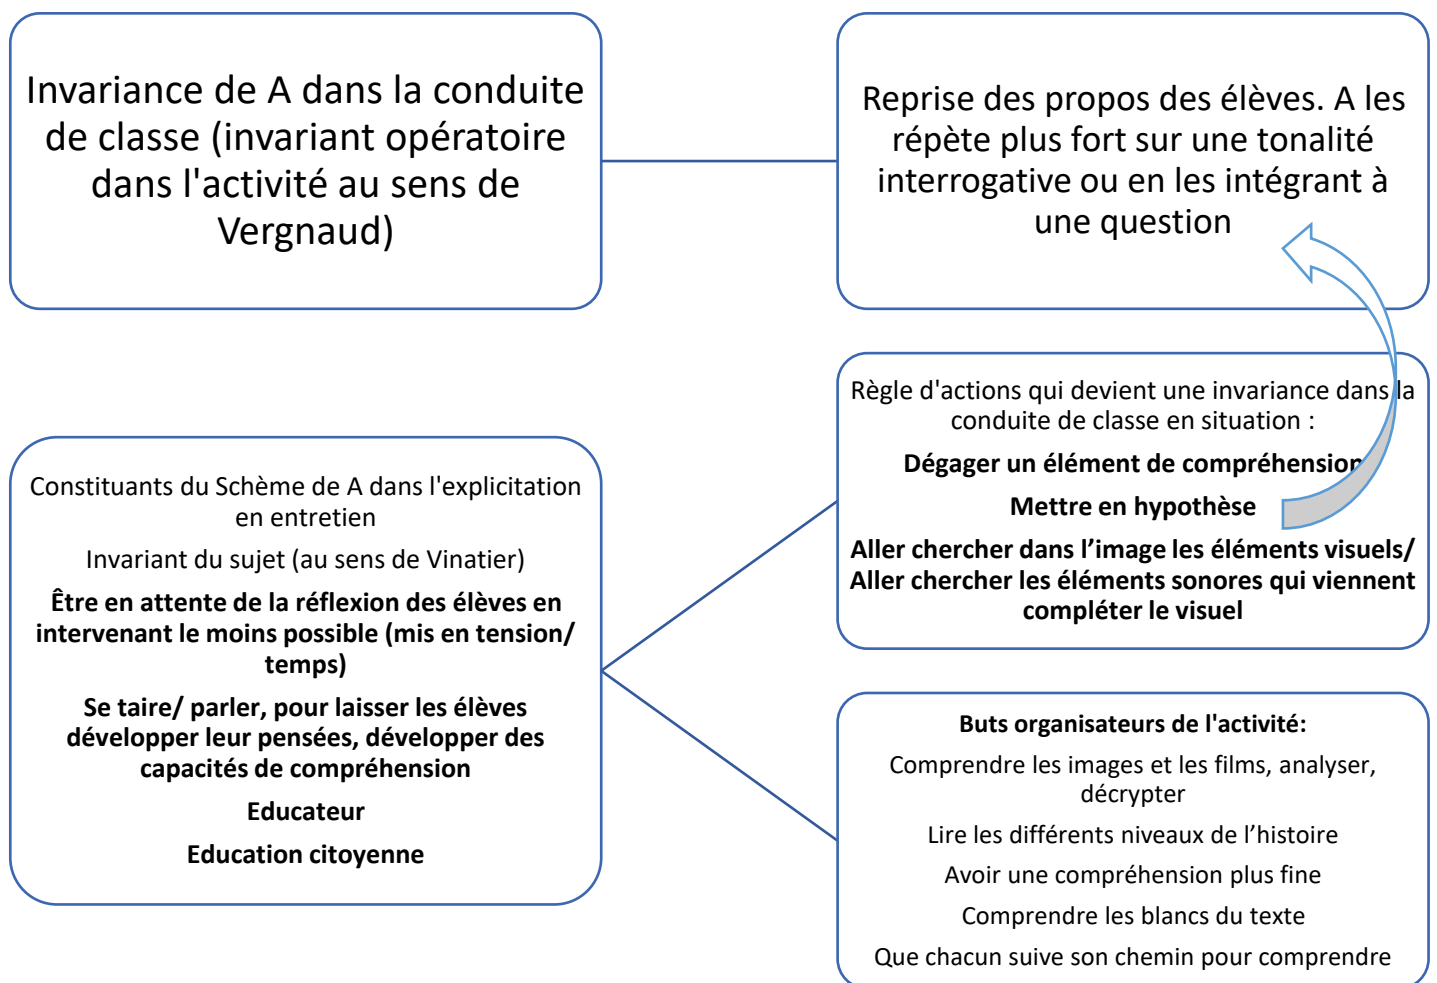 Invariance de A dans la conduite
de classe (invariant opératoire
dans l'activité au sens de
Vergnaud)
Reprise des propos des élèves. A les
répète plus fort sur une tonalité
interrogative ou en les intégrant à
une question
Constituants du Schème de A dans l'explicitation
en entretien
Invariant du sujet (au sens de Vinatier)
Être en attente de la réflexion des élèves en
intervenant le moins possible (mis en tension/
temps)
Se taire/ parler, pour laisser les élèves
développer leur pensées, développer des
capacités de compréhension
Educateur
Education citoyenne
Règle d'actions qui devient une invariance dans la
conduite de classe en situation :
Dégager un élément de compréhension
Mettre en hypothèse
Aller chercher dans l’image les éléments visuels/
Aller chercher les éléments sonores qui viennent
compléter le visuel
Buts organisateurs de l'activité:
Comprendre les images et les films, analyser,
décrypter
Lire les différents niveaux de l’histoire
Avoir une compréhension plus fine
Comprendre les blancs du texte
Que chacun suive son chemin pour comprendre